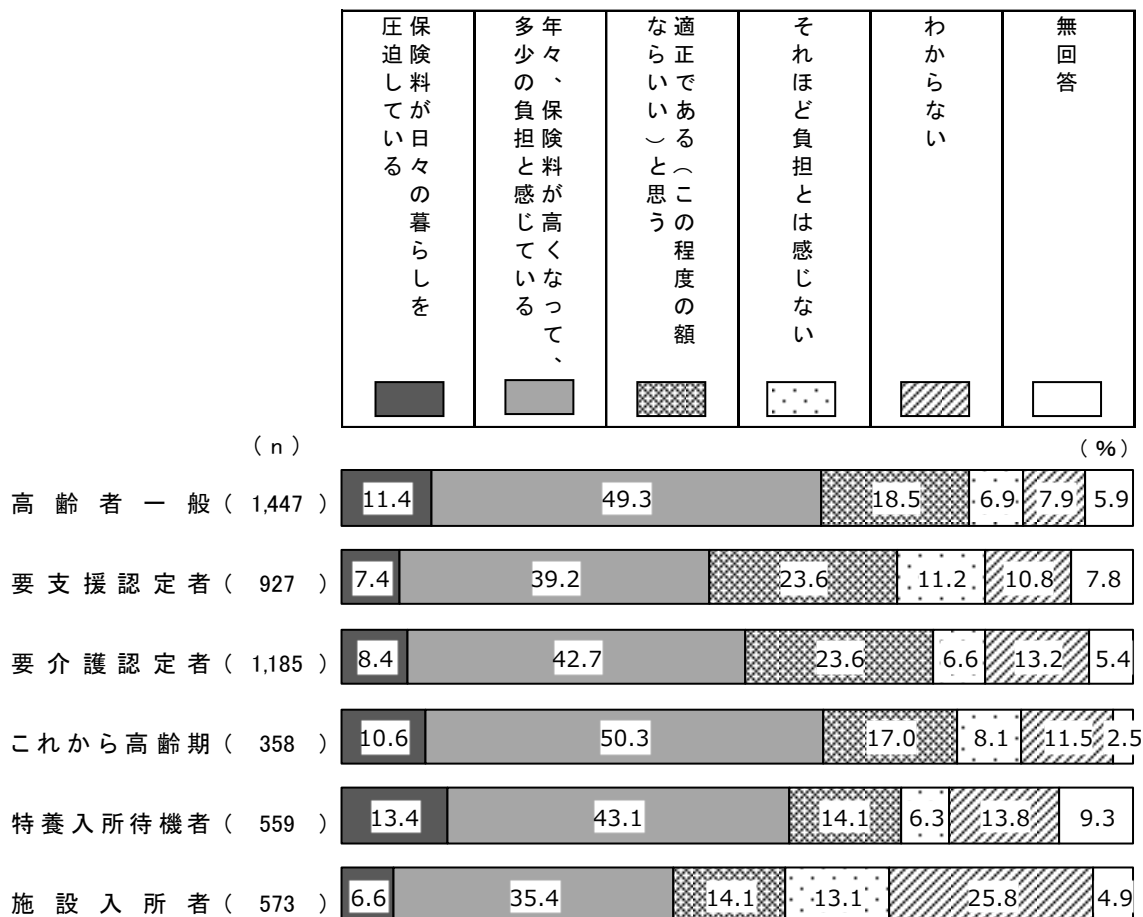 保険料が日々の暮らしを
圧迫している
年々、保険料が高くなって、
多少の負担と感じている
適正である（この程度の額
ならいい）と思う
それほど負担とは感じない
わからない
無回答
（ｎ）
（％）
高齢者一般（ 1,447 ） 11.4 49.3 18.5 6.9 7.9 5.9
要支援認定者（ 927 ） 7.4 39.2 23.6 11.2 10.8 7.8
要介護認定者（ 1,185 ） 8.4 42.7 23.6 6.6 13.2 5.4
これから高齢期（ 358 ） 10.6 50.3 17.0 8.1 11.5 2.5
特養入所待機者（ 559 ） 13.4 43.1 14.1 6.3 13.8 9.3
施設入所者（ 573 ） 6.6 35.4 14.1 13.1 25.8 4.9